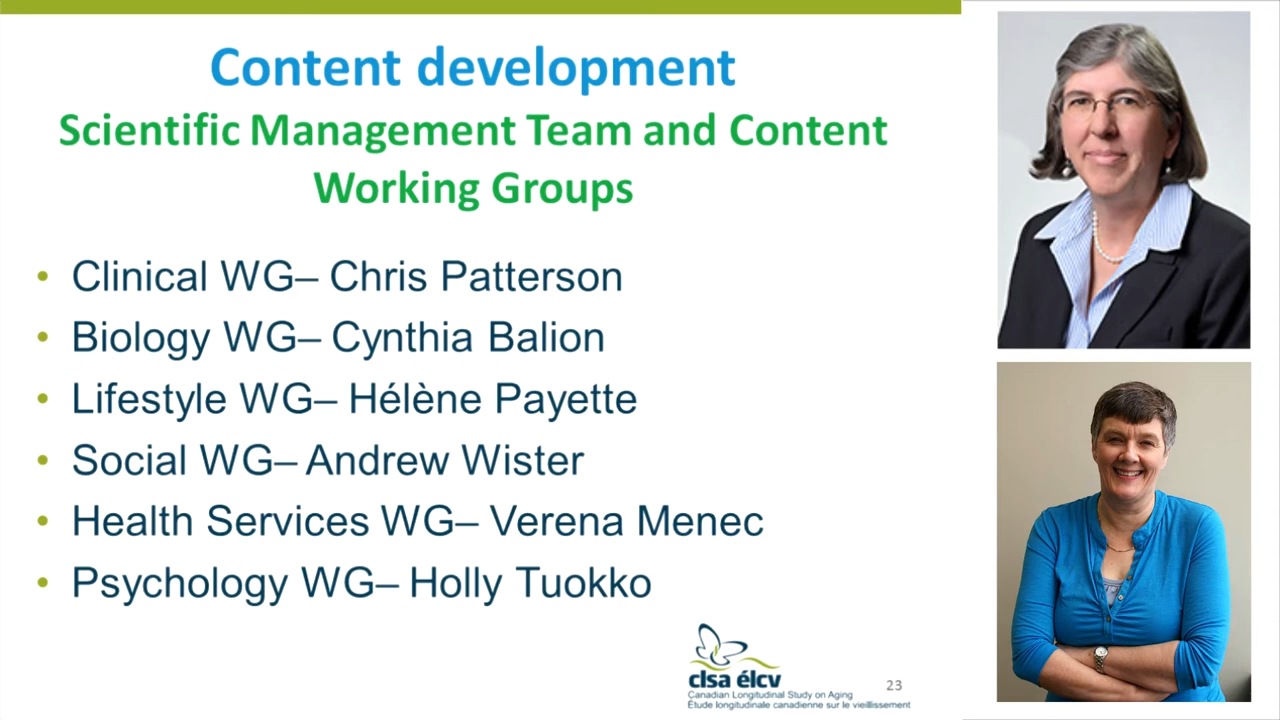 Content development
Scientific Management Team and Content
Working Groups
• Clinical WG– Chris Patterson
• Biology WG– Cynthia Balion
• Lifestyle WG– Hélène Payette
• Social WG– Andrew Wister
• Health Services WG– Verena Menec
• Psychology WG– Holly Tuokko
clsa élcv
Canadian Longitudinal Study on Aging
Étude longitudinale canadienne sur le vieillissement
23